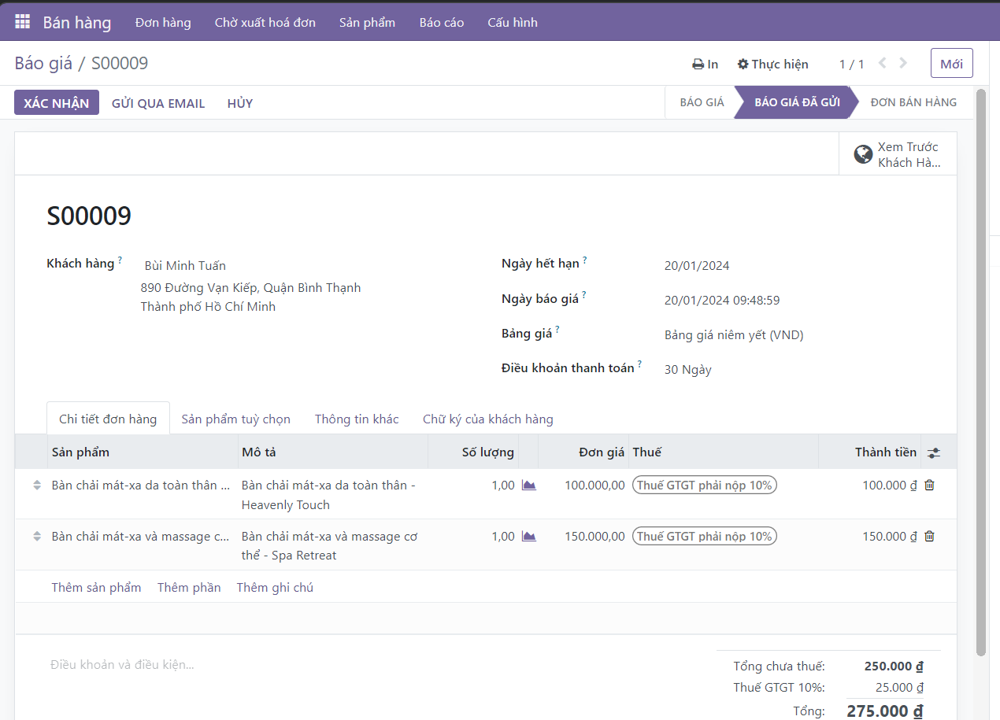 Bán hàng Đơn hàng Chờ xuất hoá đơn Sản phẩm Báo cáo Cấu hình
Báo giá / S00009 In Thực hiện 1 / 1 Mới
XÁC NHẬN GỬI QUA EMAIL HỦY BÁO GIÁ BÁO GIÁ ĐÃ GỬI ĐƠN BÁN HÀNG
Xem Trước
Khách Hà...
S00009
Khách hàng ? Bùi Minh Tuấn
890 Đường Vạn Kiếp, Quận Bình Thạnh
Thành phố Hồ Chí Minh
Ngày hết hạn ? 20/01/2024
Ngày báo giá ? 20/01/2024 09:48:59
Bảng giá ? Bảng giá niêm yết (VND)
Điều khoản thanh toán ? 30 Ngày
Chi tiết đơn hàng Sản phẩm tuỳ chọn Thông tin khác Chữ ký của khách hàng
Sản phẩm Mô tả Số lượng Đơn giá Thuế Thành tiền
Bàn chải mát-xa da toàn thân ... Bàn chải mát-xa da toàn thân - 1,00 100.000,00 Thuế GTGT phải nộp 10% 100.000 ₫
Heavenly Touch
Bàn chải mát-xa và massage c... Bàn chải mát-xa và massage cơ 1,00 150.000,00 Thuế GTGT phải nộp 10% 150.000 ₫
thể - Spa Retreat
Thêm sản phẩm Thêm phần Thêm ghi chú
Điều khoản và điều kiện...
Tổng chưa thuế: 250.000 ₫
Thuế GTGT 10%: 25.000 ₫
Tổng: 275.000 ₫